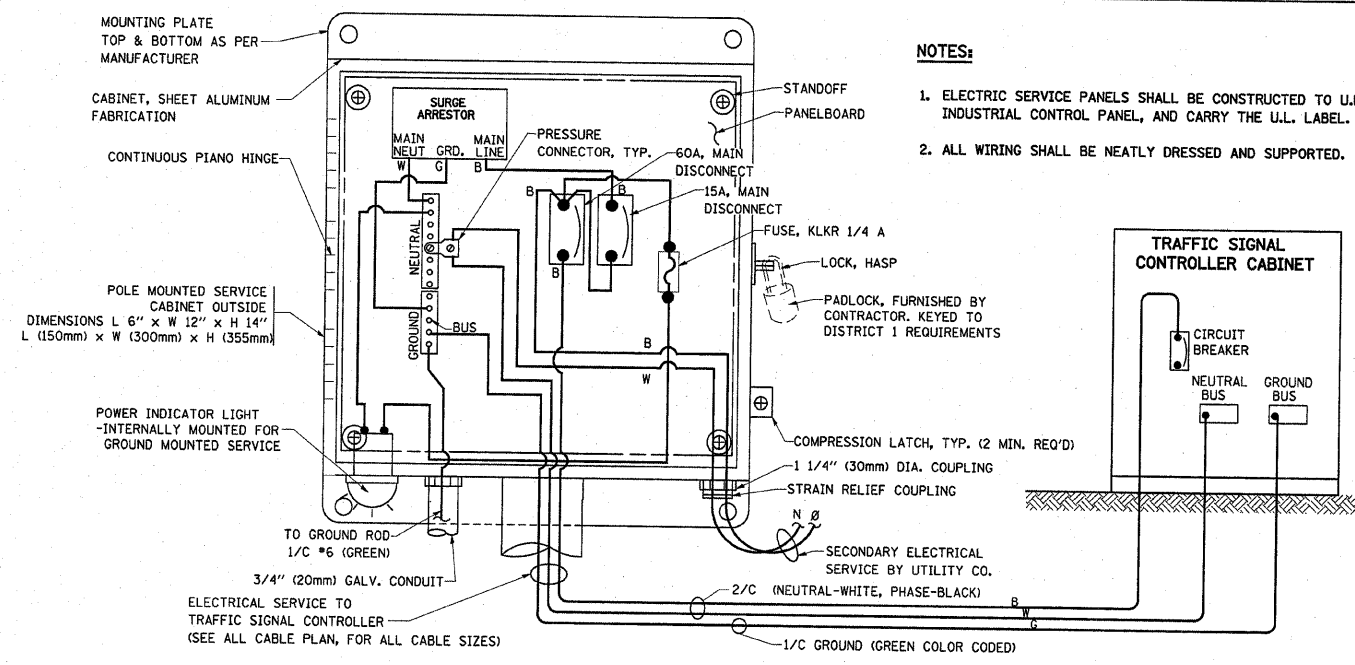 MOUNTING PLATE
TOP & BOTTOM AS PER
MANUFACTURER
CABINET, SHEET ALUMINUM
FABRICATION
CONTINUOUS PIANO HINGE
POLE MOUNTED SERVICE
CABINET OUTSIDE
DIMENSIONS L 6" x W 12" x H 14"
L (150mm) x W (300mm) x H (355mm)
POWER INDICATOR LIGHT
-INTERNALLY MOUNTED FOR
GROUND MOUNTED SERVICE
SURGE
ARRESTOR
MAIN
NEUT
GRD.
MAIN
LINE
W
G
B
PRESSURE
CONNECTOR, TYP.
STANDOFF
PANELBOARD
60A, MAIN
DISCONNECT
15A, MAIN
DISCONNECT
B
B
B
NEUTRAL
GROUND
BUS
FUSE, KLKR 1/4 A
LOCK, HASP
PADLOCK, FURNISHED BY
CONTRACTOR. KEYED TO
DISTRICT 1 REQUIREMENTS
B
W
COMPRESSION LATCH, TYP. (2 MIN. REQ'D)
1 1/4" (30mm) DIA. COUPLING
STRAIN RELIEF COUPLING
N Ø
SECONDARY ELECTRICAL
SERVICE BY UTILITY CO.
TO GROUND ROD
1/C #6 (GREEN)
3/4" (20mm) GALV. CONDUIT
ELECTRICAL SERVICE TO
TRAFFIC SIGNAL CONTROLLER
(SEE ALL CABLE PLAN, FOR ALL CABLE SIZES)
2/C (NEUTRAL-WHITE, PHASE-BLACK)
B
W
G
1/C GROUND (GREEN COLOR CODED)
NOTES:
1. ELECTRIC SERVICE PANELS SHALL BE CONSTRUCTED TO U.L
INDUSTRIAL CONTROL PANEL, AND CARRY THE U.L. LABEL.
2. ALL WIRING SHALL BE NEATLY DRESSED AND SUPPORTED.
TRAFFIC SIGNAL
CONTROLLER CABINET
CIRCUIT
BREAKER
NEUTRAL
BUS
GROUND
BUS